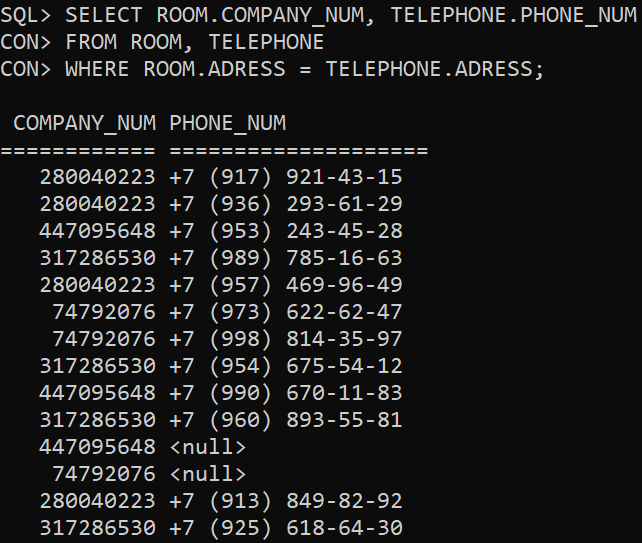 SQL> SELECT ROOM.COMPANY_NUM, TELEPHONE.PHONE_NUM
CON> FROM ROOM, TELEPHONE
CON> WHERE ROOM.ADRESS = TELEPHONE.ADRESS;

 COMPANY_NUM PHONE_NUM
============ ====================
   280040223 +7 (917) 921-43-15
   280040223 +7 (936) 293-61-29
   447095648 +7 (953) 243-45-28
   317286530 +7 (989) 785-16-63
   280040223 +7 (957) 469-96-49
    74792076 +7 (973) 622-62-47
    74792076 +7 (998) 814-35-97
   317286530 +7 (954) 675-54-12
   447095648 +7 (990) 670-11-83
   317286530 +7 (960) 893-55-81
   447095648 <null>
    74792076 <null>
   280040223 +7 (913) 849-82-92
   317286530 +7 (925) 618-64-30